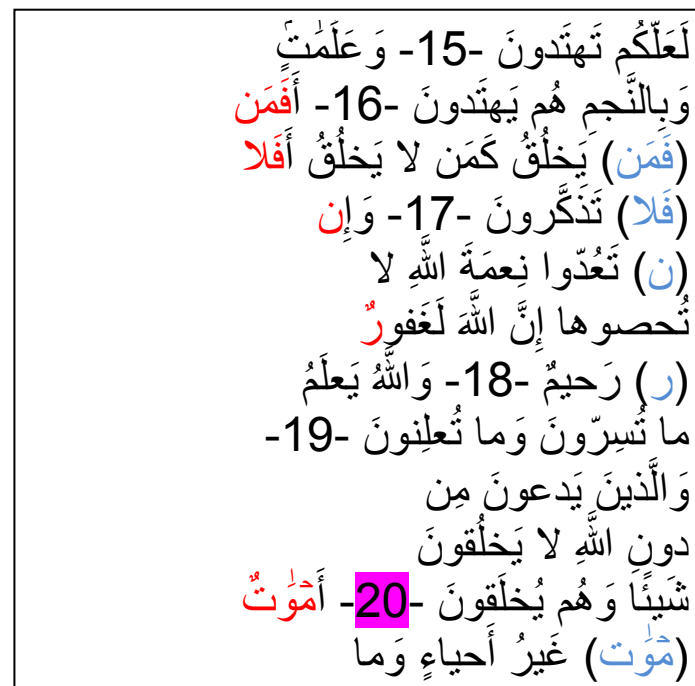 لَعَلَّكُم تَهتَدونَ -15- وَعَلَٰمَٰتٍ
وَبِالنَّجمِ هُم يَهتَدونَ -16- أَفَمَن
(فَمَن) يَخلُقُ كَمَن لا يَخلُقُ أَفَلا
(فَلا) تَذَكَّرونَ -17- وَإِن
(ن) تَعُدّوا نِعمَةَ اللَّهِ لا
تُحصوها إِنَّ اللَّهَ لَغَفورٌ
(ر) رَحيمٌ -18- وَاللَّهُ يَعلَمُ
ما تُسِرّونَ وَما تُعلِنونَ -19-
وَالَّذينَ يَدعونَ مِن
دونِ اللَّهِ لا يَخلُقونَ
شَيئًا وَهُم يُخلَقونَ -20- أَمۡوَٰتٌ
(مۡوَٰت) غَيرُ أَحياءٍ وَما